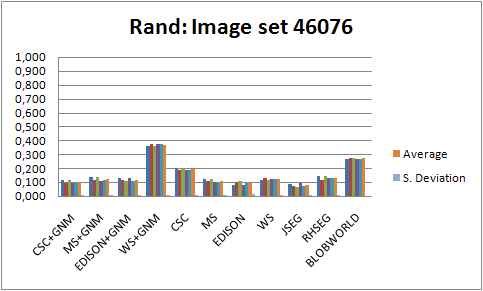 Rand: Image set 46076
1,000
0,900
0,800
0,700
0,600
0,500
0,400
0,300
0,200
0,100
0,000
CSC+GNM
MS+GNM
EDISON+GNM
WS+GNM
CSC
MS
EDISON
WS
JSEG
RHSEG
BLOBWORLD
Average
S. Deviation